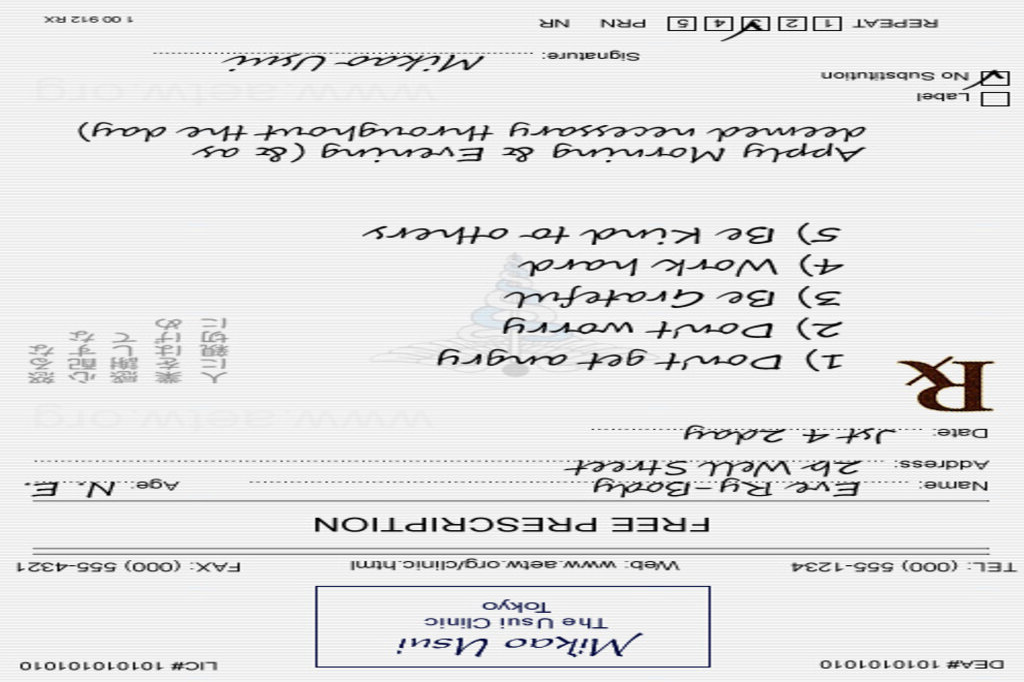 DEA# 1010101010 LIC# 1010101010
Mikao Usui
The Usui Clinic
Tokyo
TEL: (000) 555-1234 Web: www.aetw.org/clinic.html FAX: (000) 555-4321
FREE PRESCRIPTION
Name: Eve Ry-Body Age: N. E.
Address: 2b Well Street
Date: Jst 4 2day
www.aetw.org
Rx
1) Don't get angry
2) Don't worry
3) Be Grateful
4) Work hard
5) Be Kind to others
怒るな
心配すな
感謝して
業をはげめ
人に親切に
Apply Morning & Evening (& as
deemed necessary throughout the day)
Label
No Substitution
www.aetw.org
Signature: Mikao Usui
REPEAT 1 2 3 4 5 PRN NR 1 00 912 RX